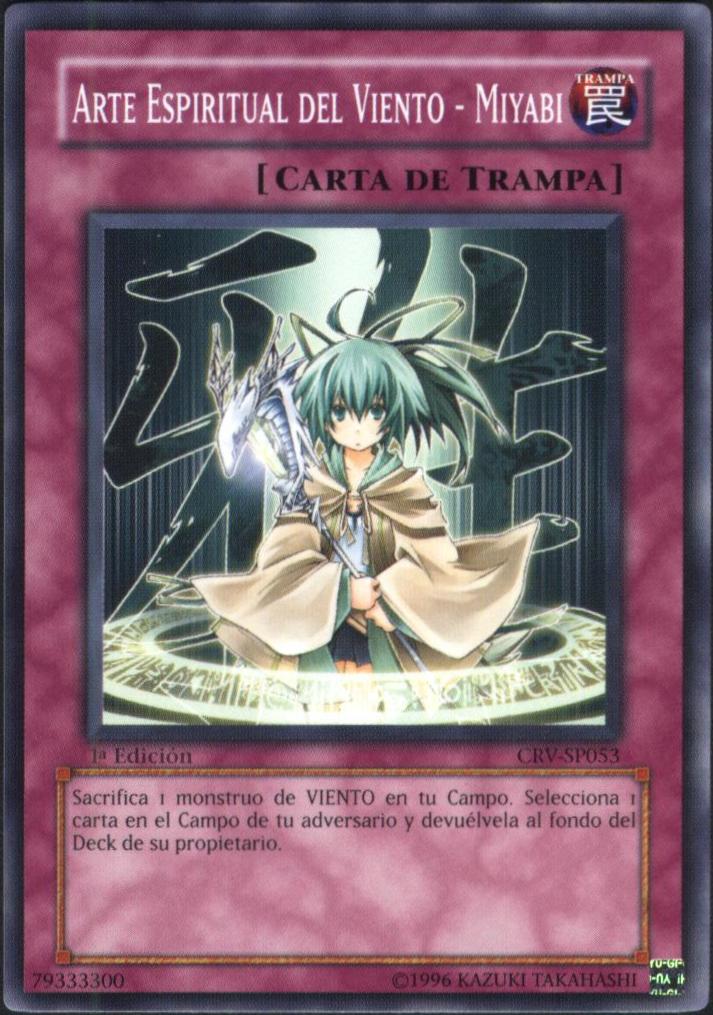 ARTE ESPIRITUAL DEL VIENTO - MIYABI
TRAMPA
罠
[CARTA DE TRAMPA]
雅
1ª Edición
CRV-SP053
Sacrifica 1 monstruo de VIENTO en tu Campo. Selecciona 1
carta en el Campo de tu adversario y devuélvela al fondo del
Deck de su propietario.
79333300
©1996 KAZUKI TAKAHASHI